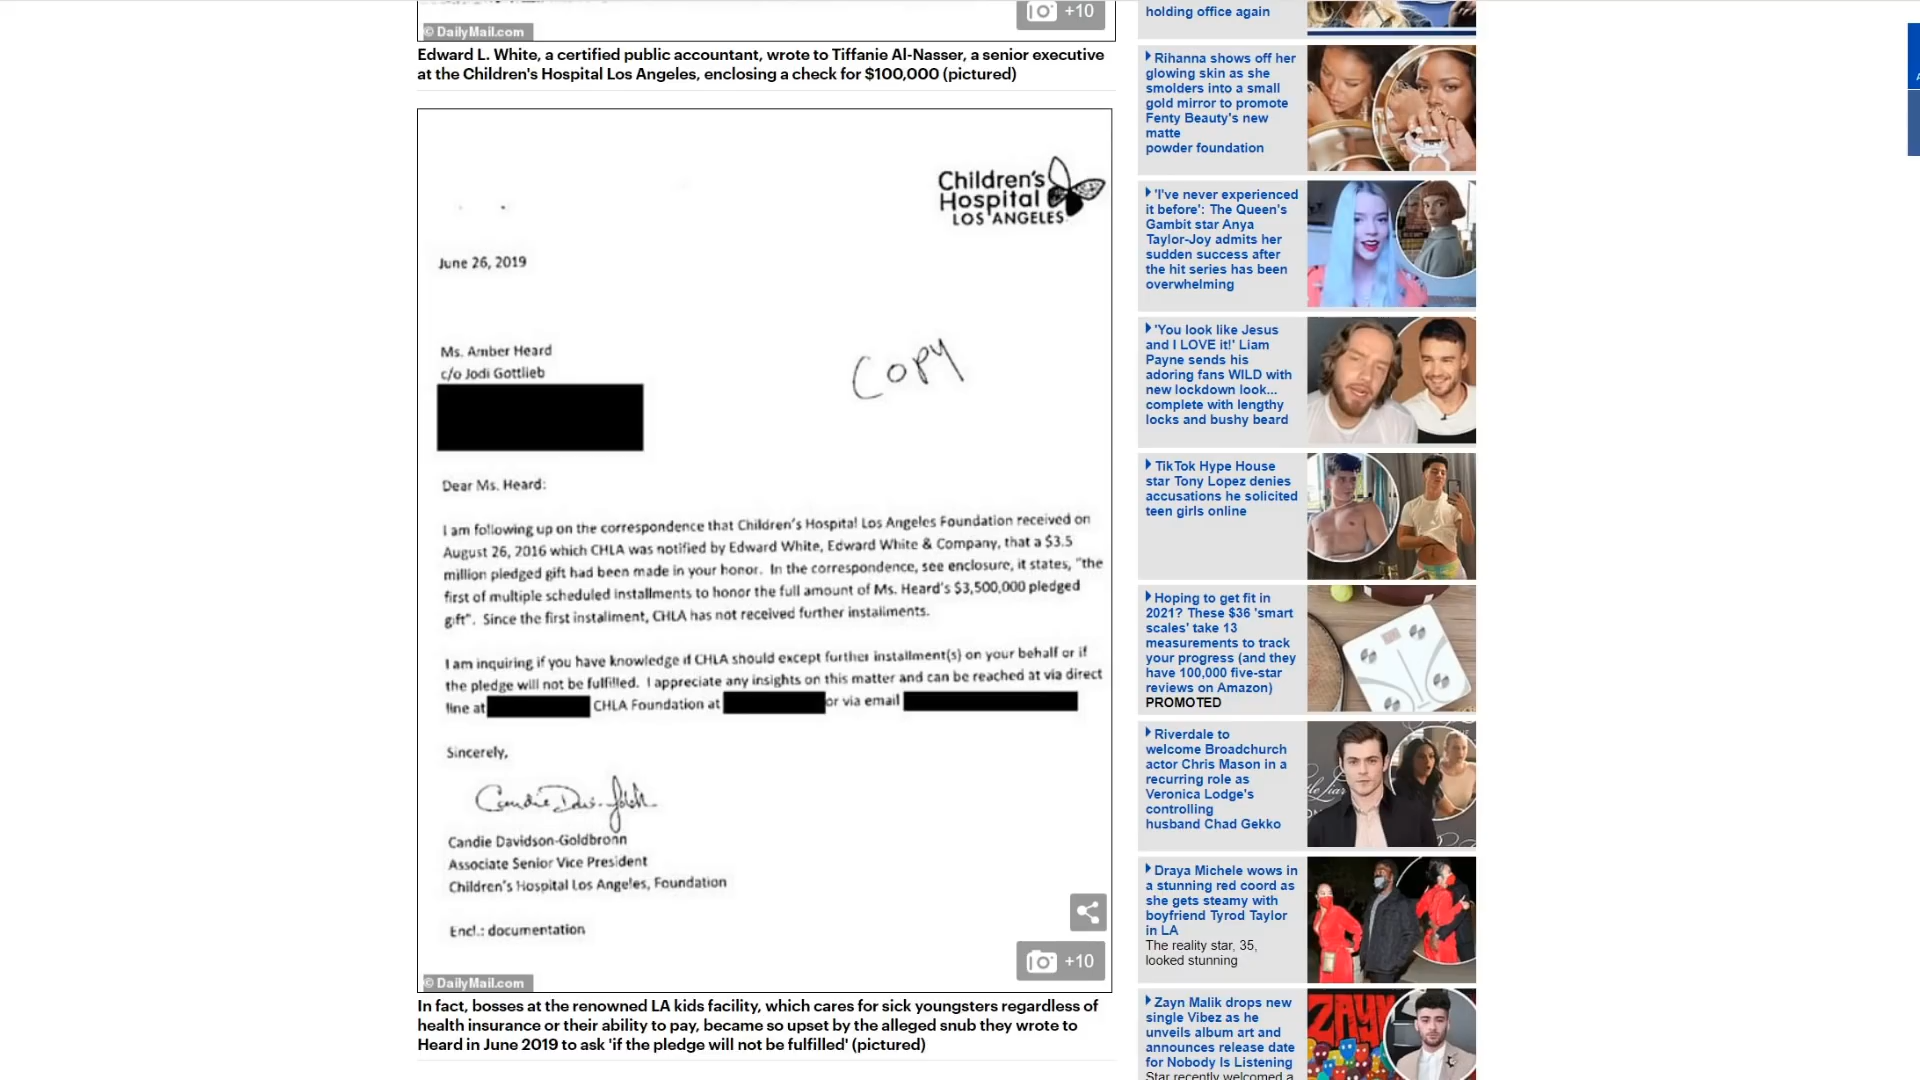 +10
© DailyMail.com
Edward L. White, a certified public accountant, wrote to Tiffanie Al-Nasser, a senior executive
at the Children's Hospital Los Angeles, enclosing a check for $100,000 (pictured)
Children's
Hospital
LOS ANGELES
June 26, 2019
Ms. Amber Heard
c/o Jodi Gottlieb
Copy
Dear Ms. Heard:
I am following up on the correspondence that Children's Hospital Los Angeles Foundation received on
August 26, 2016 which CHLA was notified by Edward White, Edward White & Company, that a $3.5
million pledged gift had been made in your honor. In the correspondence, see enclosure, it states, "the
first of multiple scheduled installments to honor the full amount of Ms. Heard's $3,500,000 pledged
gift". Since the first installment, CHLA has not received further installments.
I am inquiring if you have knowledge if CHLA should except further installment(s) on your behalf or if
the pledge will not be fulfilled. I appreciate any insights on this matter and can be reached at via direct
line at CHLA Foundation at or via email
Sincerely,
Candie Davidson-Goldbronn
Associate Senior Vice President
Children's Hospital Los Angeles, Foundation
Encl.: documentation
+10
© DailyMail.com
In fact, bosses at the renowned LA kids facility, which cares for sick youngsters regardless of
health insurance or their ability to pay, became so upset by the alleged snub they wrote to
Heard in June 2019 to ask 'if the pledge will not be fulfilled' (pictured)
holding office again
Rihanna shows off her
glowing skin as she
smolders into a small
gold mirror to promote
Fenty Beauty's new
matte
powder foundation
'I've never experienced
it before': The Queen's
Gambit star Anya
Taylor-Joy admits her
sudden success after
the hit series has been
overwhelming
'You look like Jesus
and I LOVE it!' Liam
Payne sends his
adoring fans WILD with
new lockdown look...
complete with lengthy
locks and bushy beard
TikTok Hype House
star Tony Lopez denies
accusations he solicited
teen girls online
Hoping to get fit in
2021? These $36 'smart
scales' take 13
measurements to track
your progress (and they
have 100,000 five-star
reviews on Amazon)
PROMOTED
Riverdale to
welcome Broadchurch
actor Chris Mason in a
recurring role as
Veronica Lodge's
controlling
husband Chad Gekko
Draya Michele wows in
a stunning red coord as
she gets steamy with
boyfriend Tyrod Taylor
in LA
The reality star, 35,
looked stunning
Zayn Malik drops new
single Vibez as he
unveils album art and
announces release date
for Nobody Is Listening
Star recently welcomed a
ZAYN